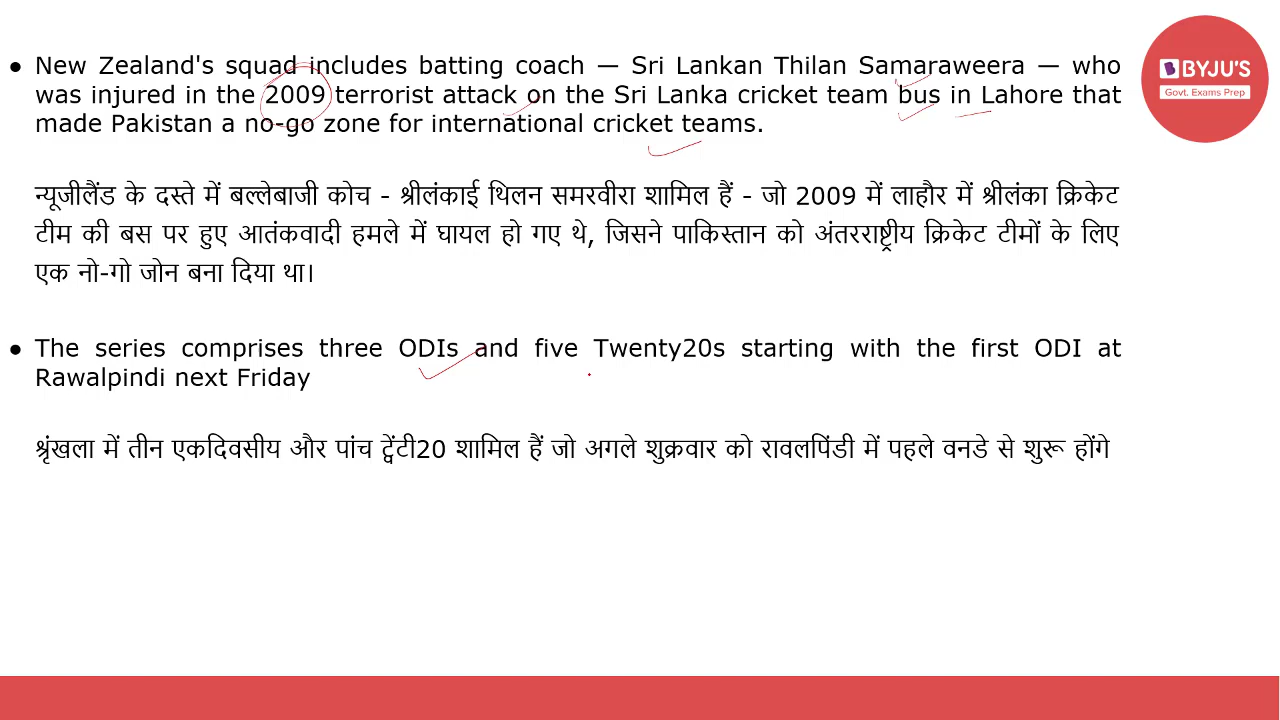 ● New Zealand's squad includes batting coach — Sri Lankan Thilan Samaraweera — who
was injured in the 2009 terrorist attack on the Sri Lanka cricket team bus in Lahore that
made Pakistan a no-go zone for international cricket teams.
न्यूजीलैंड के दस्ते में बल्लेबाजी कोच - श्रीलंकाई थिलन समरवीरा शामिल हैं - जो 2009 में लाहौर में श्रीलंका क्रिकेट
टीम की बस पर हुए आतंकवादी हमले में घायल हो गए थे, जिसने पाकिस्तान को अंतरराष्ट्रीय क्रिकेट टीमों के लिए
एक नो-गो जोन बना दिया था।
● The series comprises three ODIs and five Twenty20s starting with the first ODI at
Rawalpindi next Friday
श्रृंखला में तीन एकदिवसीय और पांच ट्वेंटी20 शामिल हैं जो अगले शुक्रवार को रावलपिंडी में पहले वनडे से शुरू होंगे
BYJU'S
Govt. Exams Prep